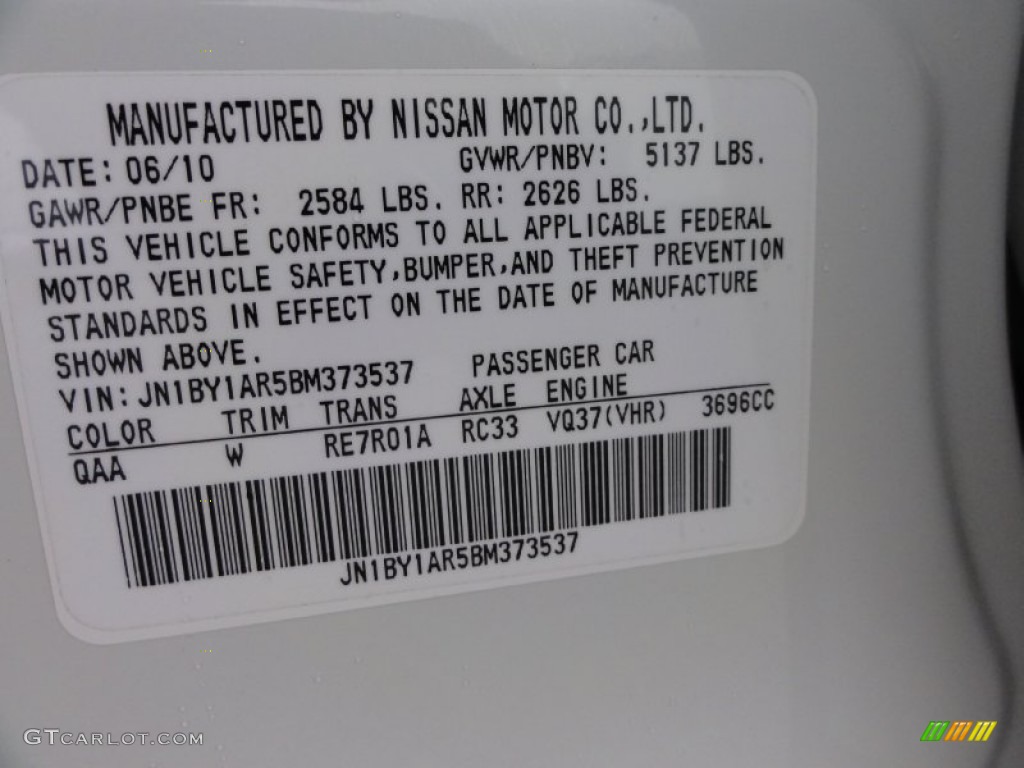 MANUFACTURED BY NISSAN MOTOR CO.,LTD.
DATE: 06/10 GVWR/PNBV: 5137 LBS.
GAWR/PNBE FR: 2584 LBS. RR: 2626 LBS.
THIS VEHICLE CONFORMS TO ALL APPLICABLE FEDERAL
MOTOR VEHICLE SAFETY,BUMPER,AND THEFT PREVENTION
STANDARDS IN EFFECT ON THE DATE OF MANUFACTURE
SHOWN ABOVE.
VIN: JN1BY1AR5BM373537 PASSENGER CAR
COLOR TRIM TRANS AXLE ENGINE
QAA W RE7R01A RC33 VQ37(VHR) 3696CC
JN1BY1AR5BM373537
GTCARLOT.COM